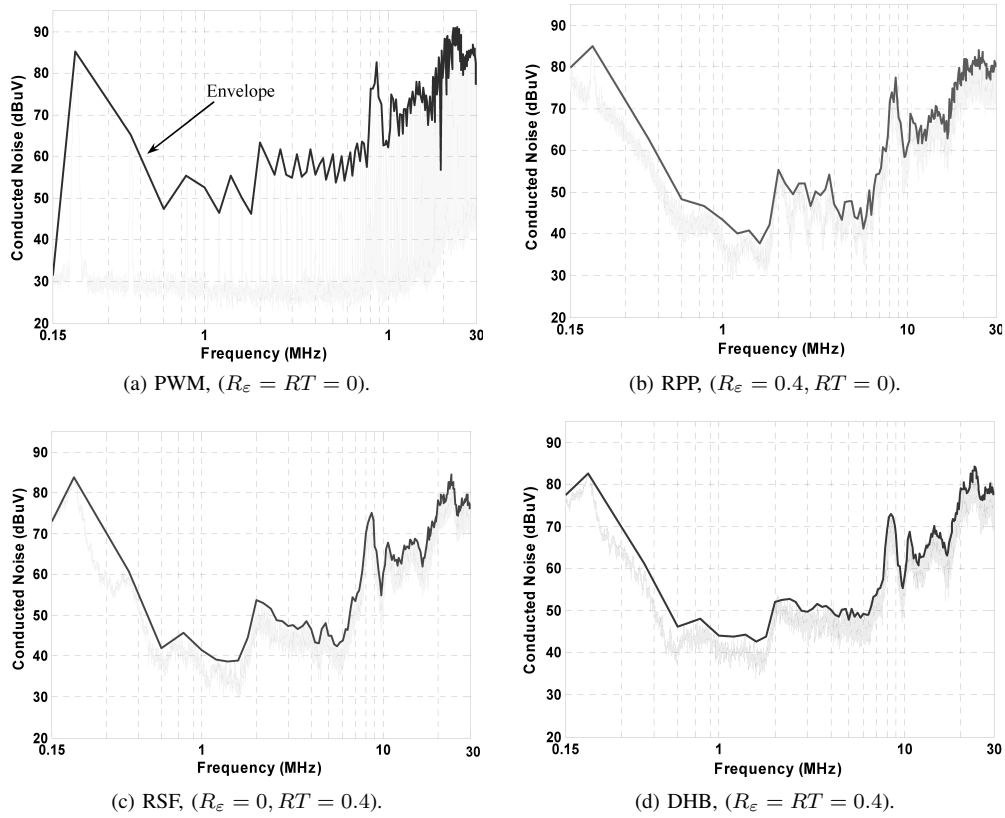 90
80
70
60
50
40
30
20
Conducted Noise (dBuV)
Envelope
0.15 1 1 30
Frequency (MHz)
(a) PWM, (Rε = RT = 0).
90
80
70
60
50
40
30
20
Conducted Noise (dBuV)
0.15 1 10 30
Frequency (MHz)
(b) RPP, (Rε = 0.4, RT = 0).
90
80
70
60
50
40
30
20
Conducted Noise (dBuV)
0.15 1 10 30
Frequency (MHz)
(c) RSF, (Rε = 0, RT = 0.4).
90
80
70
60
50
40
30
20
Conducted Noise (dBuV)
0.15 1 10 30
Frequency (MHz)
(d) DHB, (Rε = RT = 0.4).